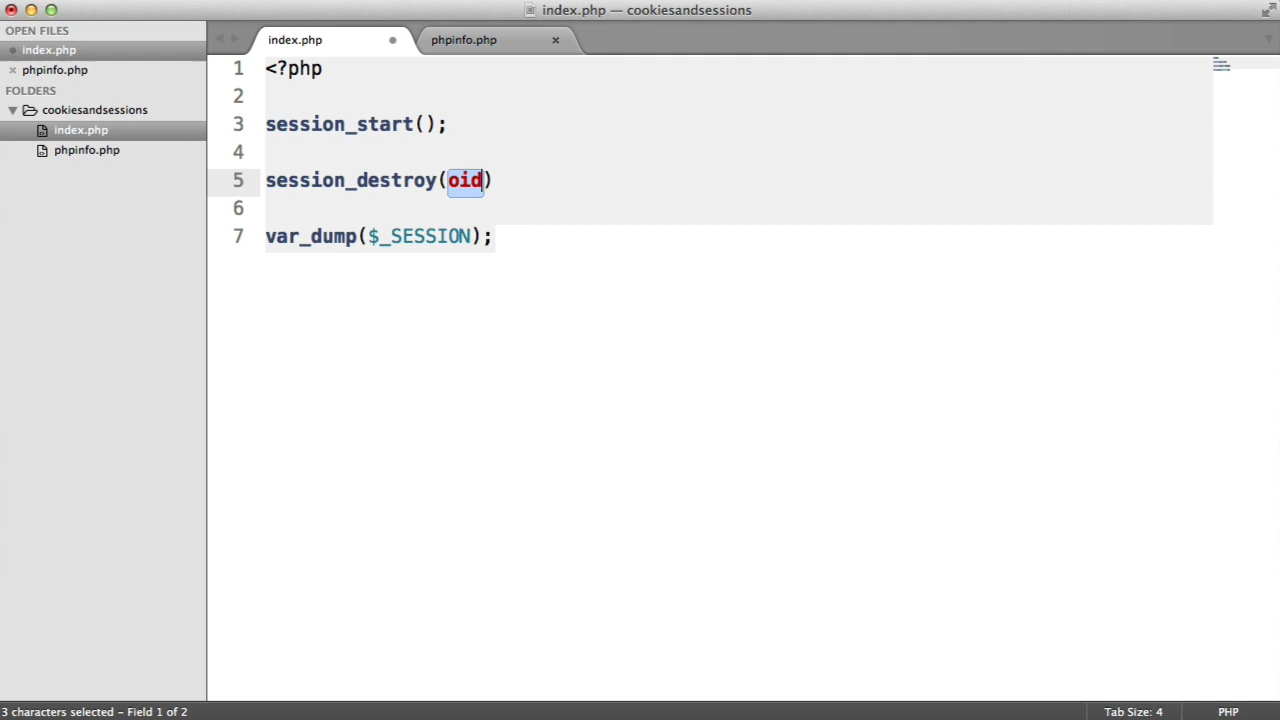 index.php — cookiesandsessions
OPEN FILES
index.php
phpinfo.php
FOLDERS
cookiesandsessions
index.php
phpinfo.php
index.php
phpinfo.php
1 <?php
2
3 session_start();
4
5 session_destroy(oid)
6
7 var_dump($_SESSION);
3 characters selected – Field 1 of 2
Tab Size: 4
PHP